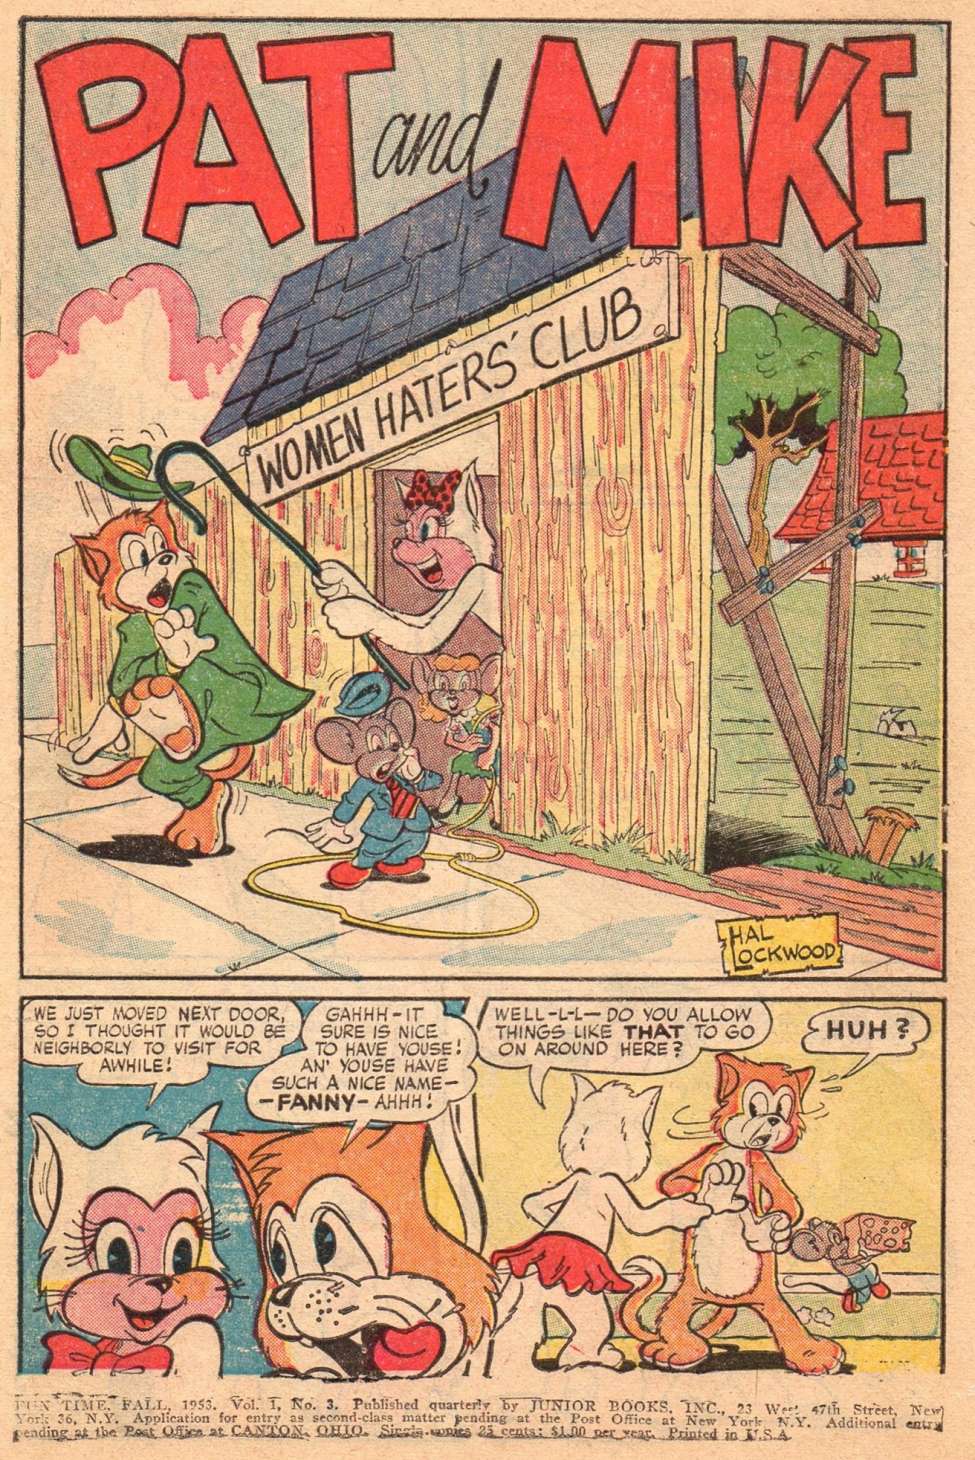 PAT and MIKE
WOMEN HATERS' CLUB
HAL
LOCKWOOD
WE JUST MOVED NEXT DOOR,
SO I THOUGHT IT WOULD BE
NEIGHBORLY TO VISIT FOR
AWHILE!
GAHHH-IT
SURE IS NICE
TO HAVE YOUSE!
AN' YOUSE HAVE
SUCH A NICE NAME-
-FANNY-AHHH!
WELL-L-L- DO YOU ALLOW
THINGS LIKE THAT TO GO
ON AROUND HERE?
HUH?
FUN TIME, FALL, 1953. Vol. 1, No. 3. Published quarterly by JUNIOR BOOKS, INC., 23 West 47th Street, New
York 36, N.Y. Application for entry as second-class matter pending at the Post Office at New York N.Y. Additional entry
pending at the Post Office at CANTON, OHIO. Single copies 25 cents; $1.00 per year. Printed in U.S.A.